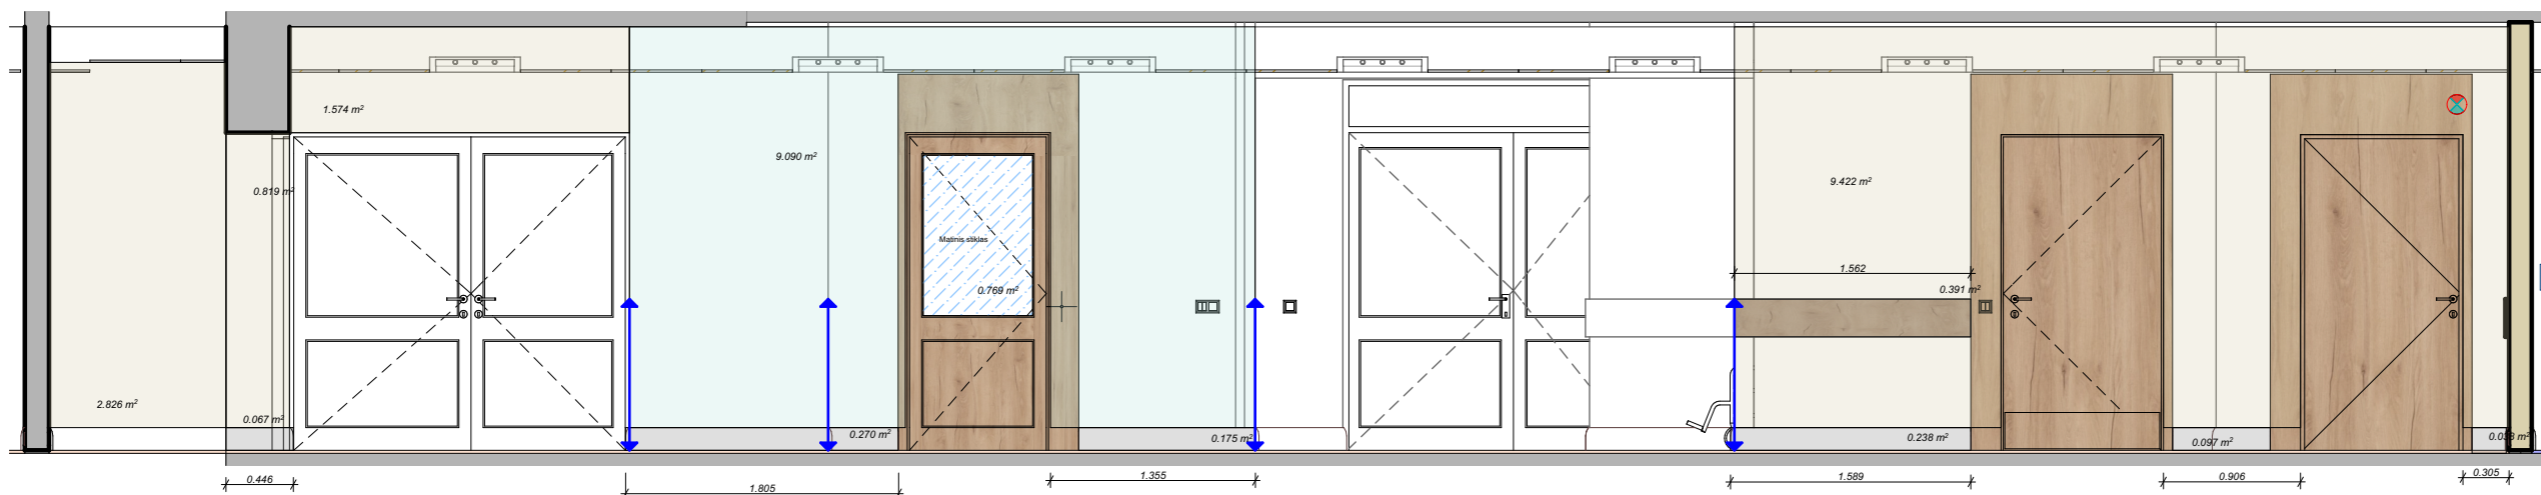 1.574 m²
9.090 m²
0.819 m²
9.422 m²
Matinis stiklas
1.562
0.769 m²
0.391 m²
2.826 m²
0.067 m²
0.270 m²
0.175 m²
0.238 m²
0.097 m²
0.446
1.805
1.355
1.589
0.906
0.305